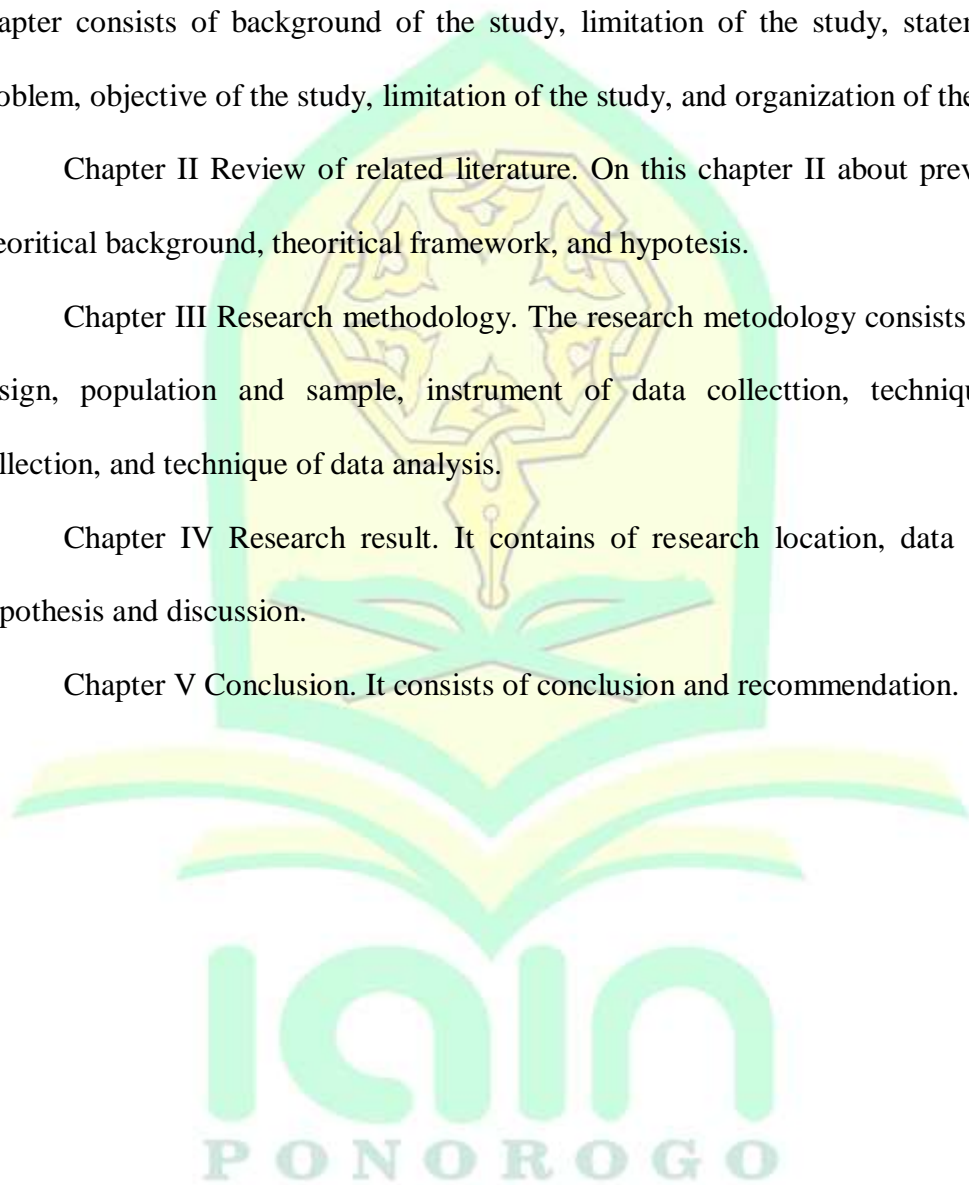 apter consists of background of the study, limitation of the study, stater
oblem, objective of the study, limitation of the study, and organization of the
Chapter II Review of related literature. On this chapter II about prev
eoritical background, theoritical framework, and hypotesis.
Chapter III Research methodology. The research metodology consists
sign, population and sample, instrument of data collecttion, techniqu
llection, and technique of data analysis.
Chapter IV Research result. It contains of research location, data
pothesis and discussion.
Chapter V Conclusion. It consists of conclusion and recommendation.
iain
PONOROGO